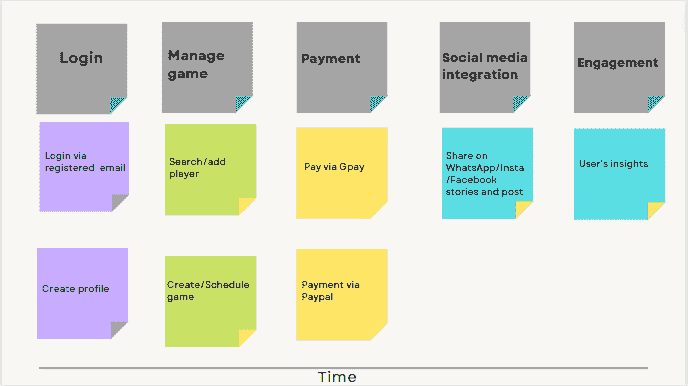 Login
Manage
game
Payment
Social media
integration
Engagement
Login via
registered email
Search/add
player
Pay via Gpay
Share on
WhatsApp/Insta
/Facebook
stories and post
User's insights
Create profile
Create/Schedule
game
Payment via
Paypal
Time